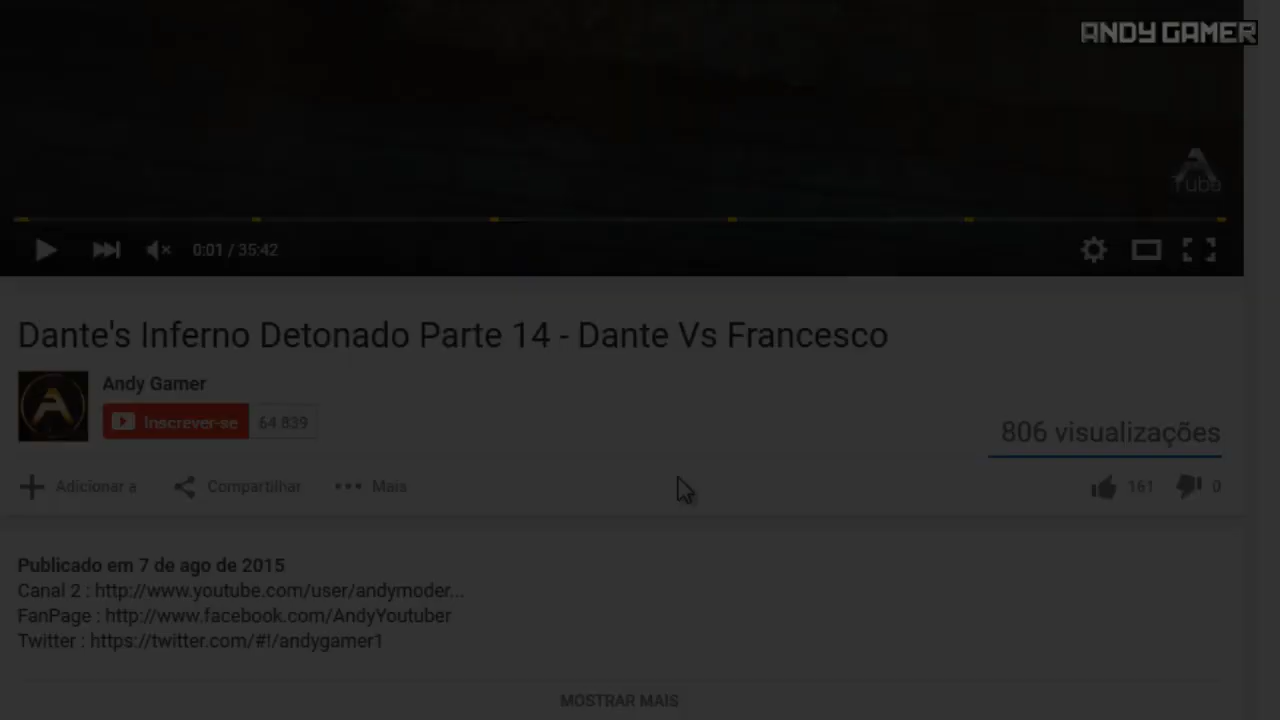 ANDY GAMER
Tube
0:01 / 35:42
Dante's Inferno Detonado Parte 14 - Dante Vs Francesco
Andy Gamer
Inscrever-se 64 839
806 visualizações
Adicionar a Compartilhar Mais 161 0
Publicado em 7 de ago de 2015
Canal 2 : http://www.youtube.com/user/andymoder...
FanPage : http://www.facebook.com/AndyYoutuber
Twitter : https://twitter.com/#!/andygamer1
MOSTRAR MAIS